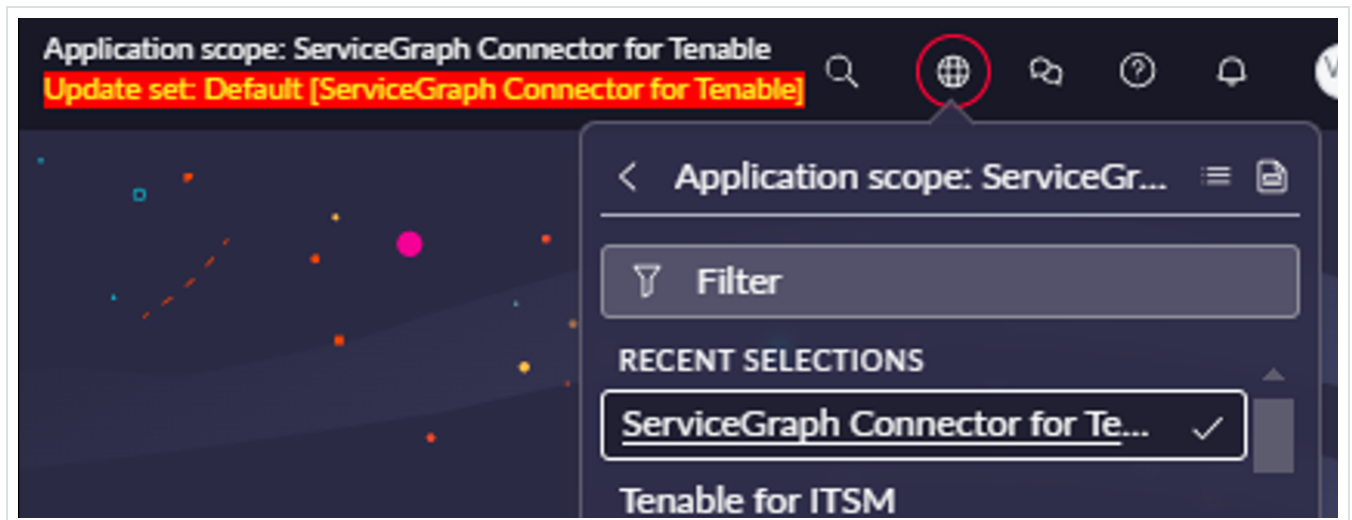 Application scope: ServiceGraph Connector for Tenable
Update set: Default [ServiceGraph Connector for Tenable]
Application scope: ServiceGr...
Filter
RECENT SELECTIONS
ServiceGraph Connector for Te...
Tenable for ITSM